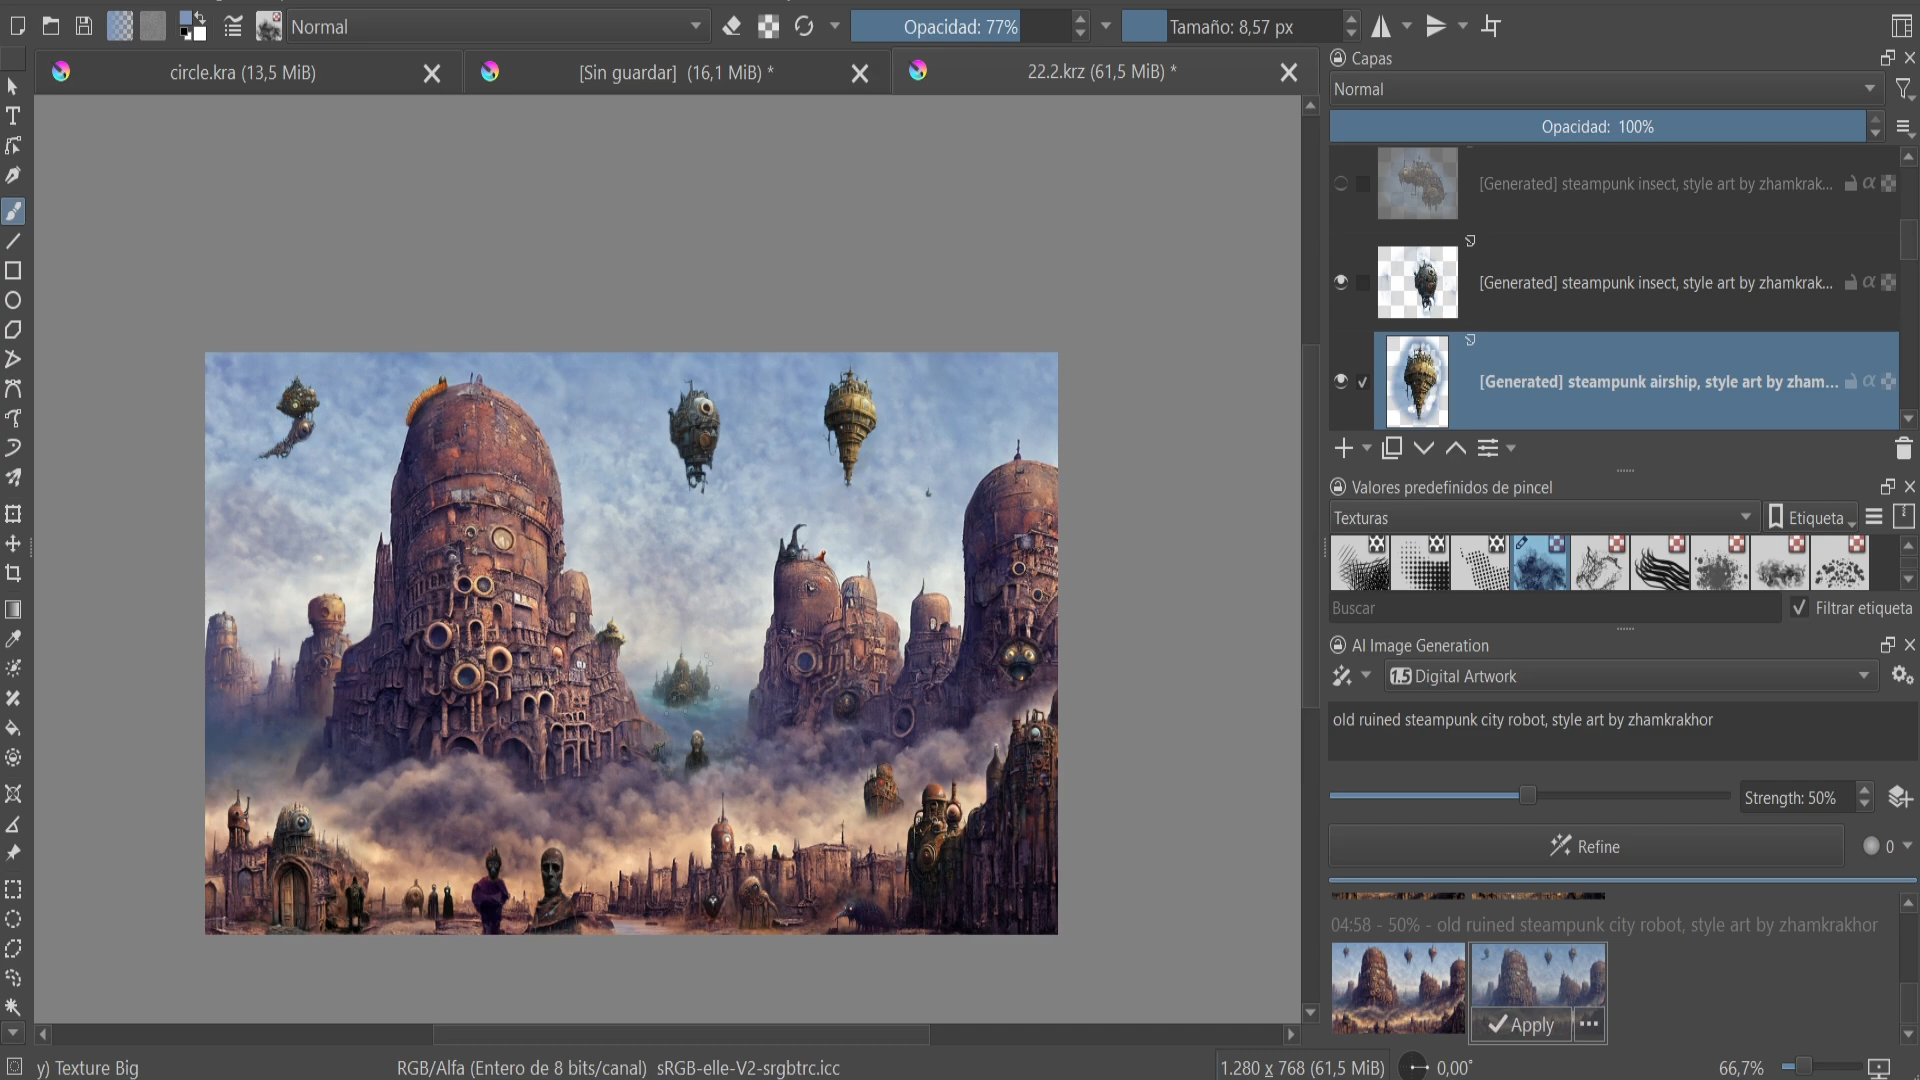 Normal
Opacidad: 77%
Tamaño: 8,57 px
circle.kra (13,5 MiB)
[Sin guardar] (16,1 MiB) *
22.2.krz (61,5 MiB) *
Capas
Normal
Opacidad: 100%
[Generated] steampunk insect, style art by zhamkrak...
[Generated] steampunk insect, style art by zhamkrak...
[Generated] steampunk airship, style art by zham...
Valores predefinidos de pincel
Texturas
Etiqueta
Buscar
Filtrar etiqueta
AI Image Generation
1.5 Digital Artwork
old ruined steampunk city robot, style art by zhamkrakhor
Strength: 50%
Refine
0
04:58 - 50% - old ruined steampunk city robot, style art by zhamkrakhor
Apply
y) Texture Big
RGB/Alfa (Entero de 8 bits/canal) sRGB-elle-V2-srgbtrc.icc
1.280 x 768 (61,5 MiB)
0,00°
66,7%